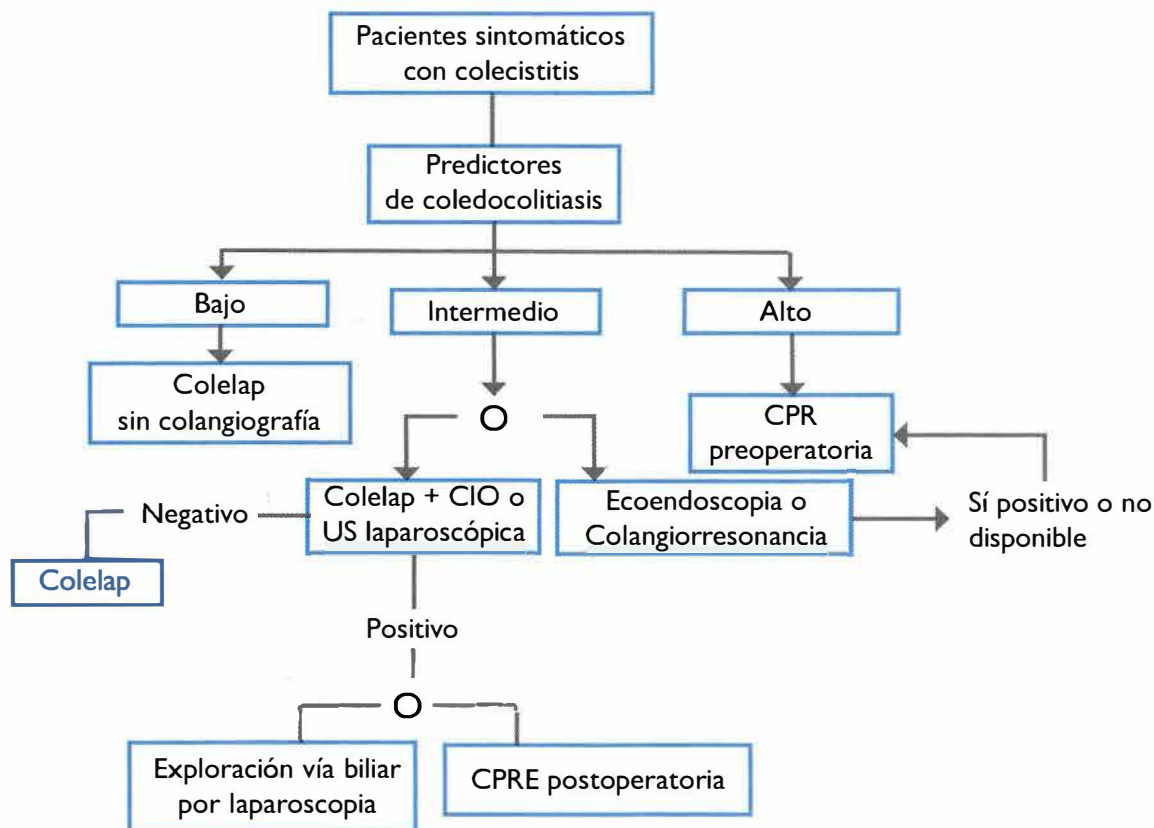 Pacientes sintomáticos
con colecistitis
Predictores
de coledocolitiasis
Bajo
Intermedio
Alto
Colelap
sin colangiografía
O
CPR
preoperatoria
Negativo
Colelap + CIO o
US laparoscópica
Ecoendoscopia o
Colangiorresonancia
Sí positivo o no
disponible
Colelap
Positivo
O
Exploración vía biliar
por laparoscopia
CPRE postoperatoria